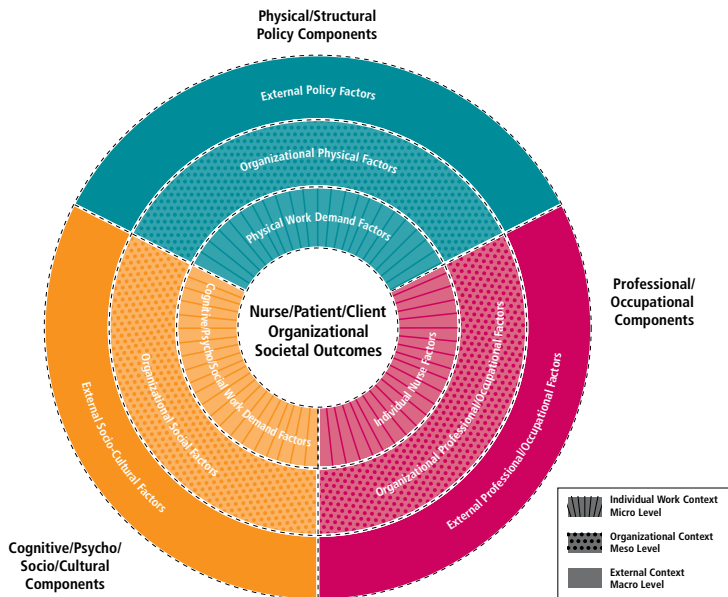 Physical/Structural
Policy Components
External Policy Factors
Organizational Physical Factors
Physical Work Demand Factors
Nurse/Patient/Client
Organizational
Societal Outcomes
Cognitive/Psycho/Social Work Demand Factors
Organizational Social Factors
External Socio-Cultural Factors
Individual Nurse Factors
Organizational Professional/Occupational Factors
External Professional/Occupational Factors
Professional/
Occupational
Components
Cognitive/Psycho/
Socio/Cultural
Components
Individual Work Context
Micro Level
Organizational Context
Meso Level
External Context
Macro Level